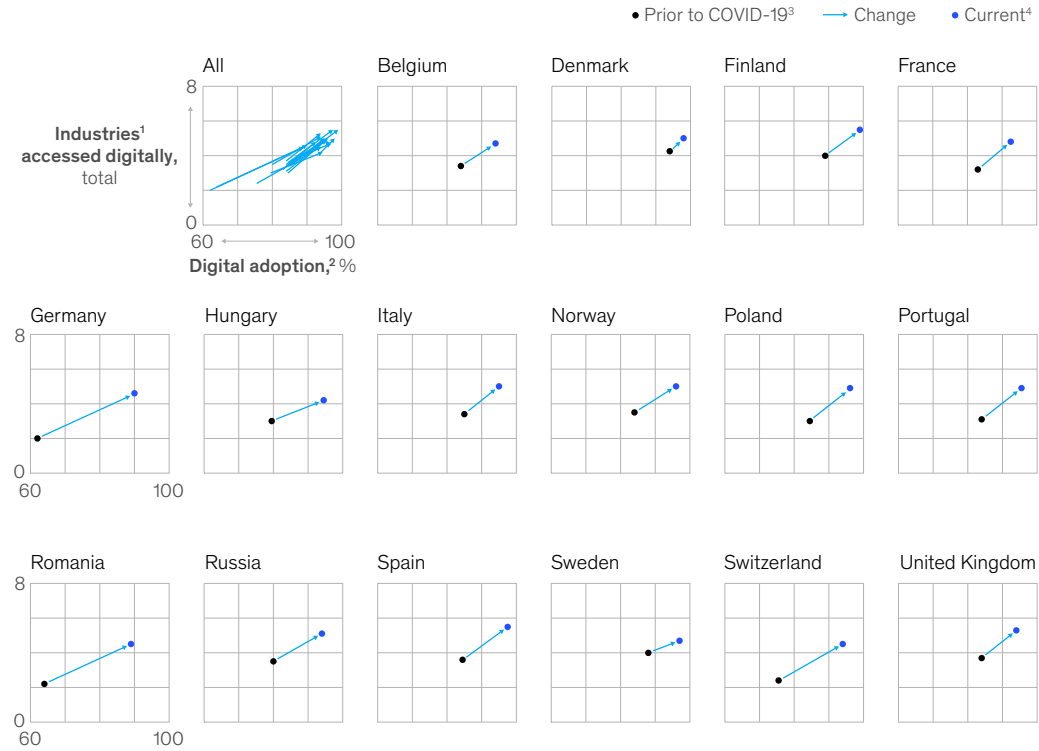 Prior to COVID-19³ Change Current⁴
All Belgium Denmark Finland France
8
Industries¹
accessed digitally,
total
0
60 100
Digital adoption,² %
Germany Hungary Italy Norway Poland Portugal
8
0
60 100
Romania Russia Spain Sweden Switzerland United Kingdom
8
0
60 100